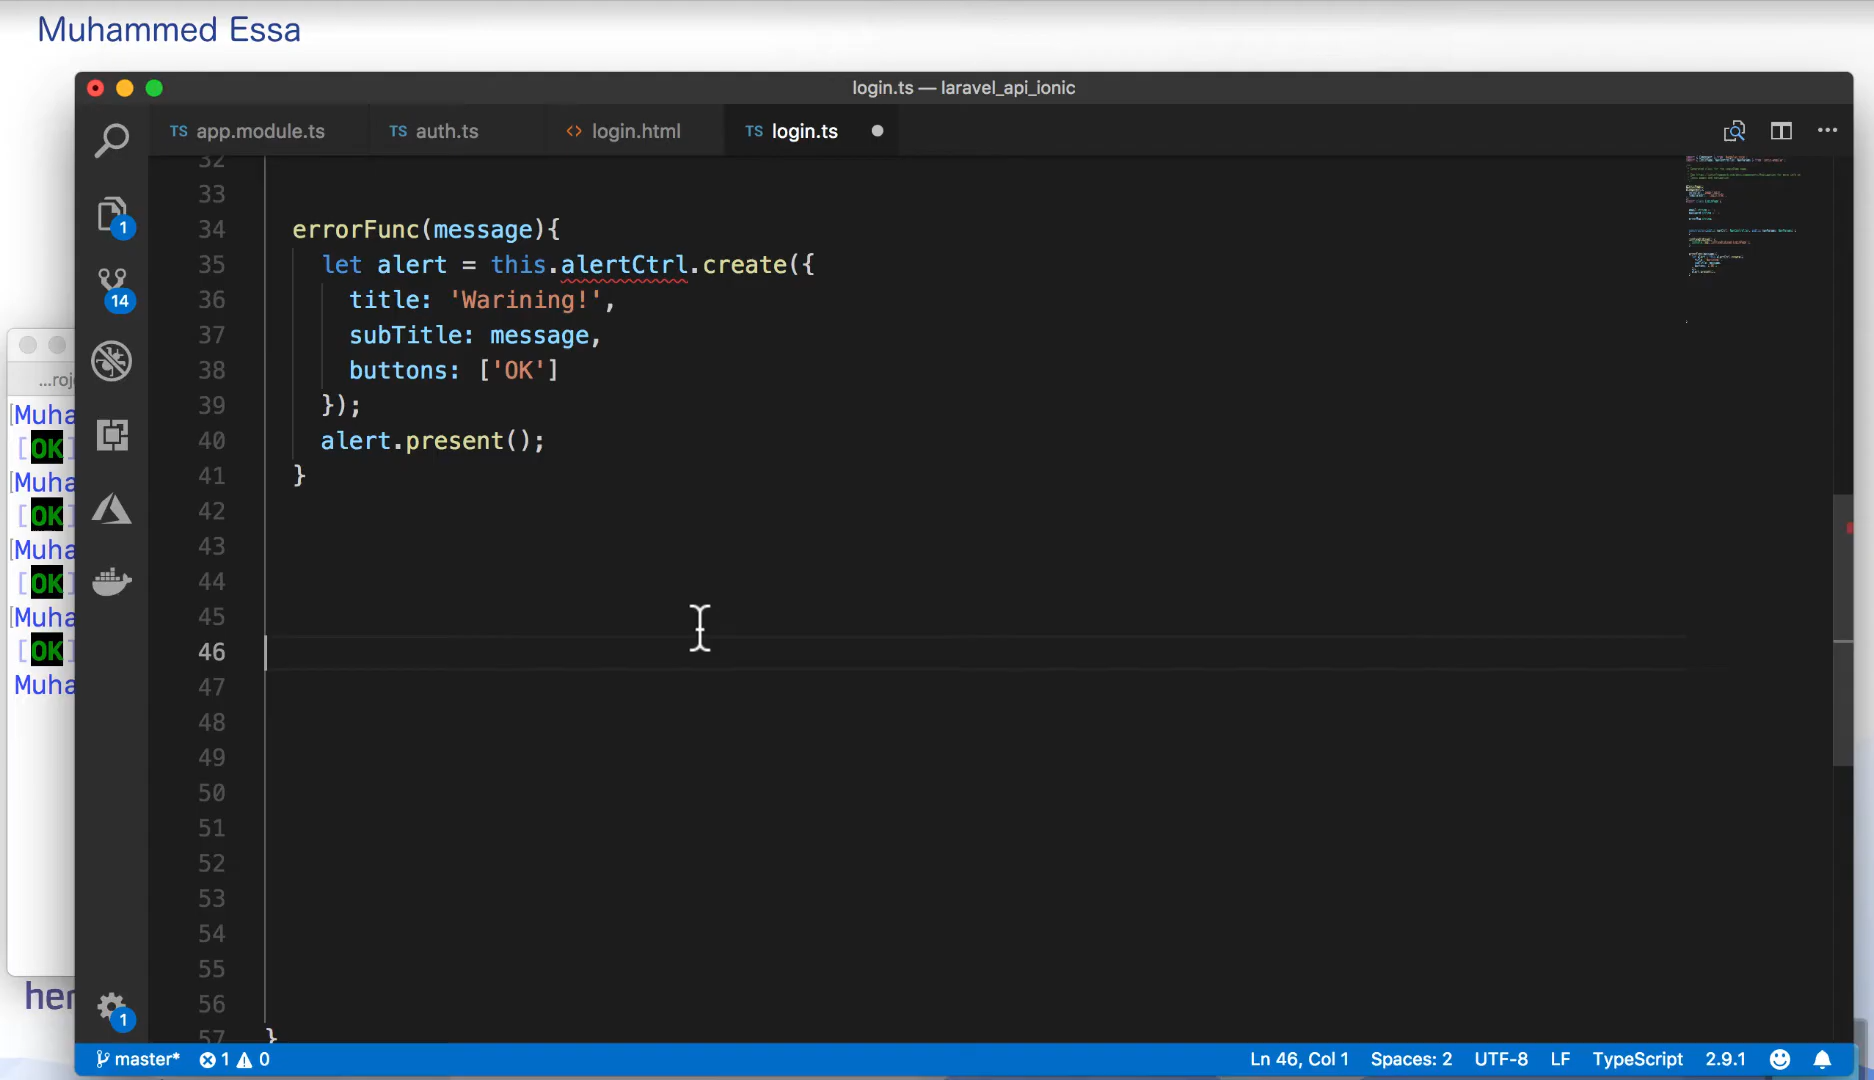 Muhammed Essa
login.ts — laravel_api_ionic
TS app.module.ts
TS auth.ts
<> login.html
TS login.ts
32
33
34 errorFunc(message){
35 let alert = this.alertCtrl.create({
36 title: 'Warining!',
37 subTitle: message,
38 buttons: ['OK']
39 });
40 alert.present();
41 }
42
43
44
45
46
47
48
49
50
51
52
53
54
55
56
57 }
1
14
1
...roj
[Muha
[OK]
[Muha
[OK]
[Muha
[OK]
[Muha
[OK]
Muha
her
master* 1 0
Ln 46, Col 1 Spaces: 2 UTF-8 LF TypeScript 2.9.1